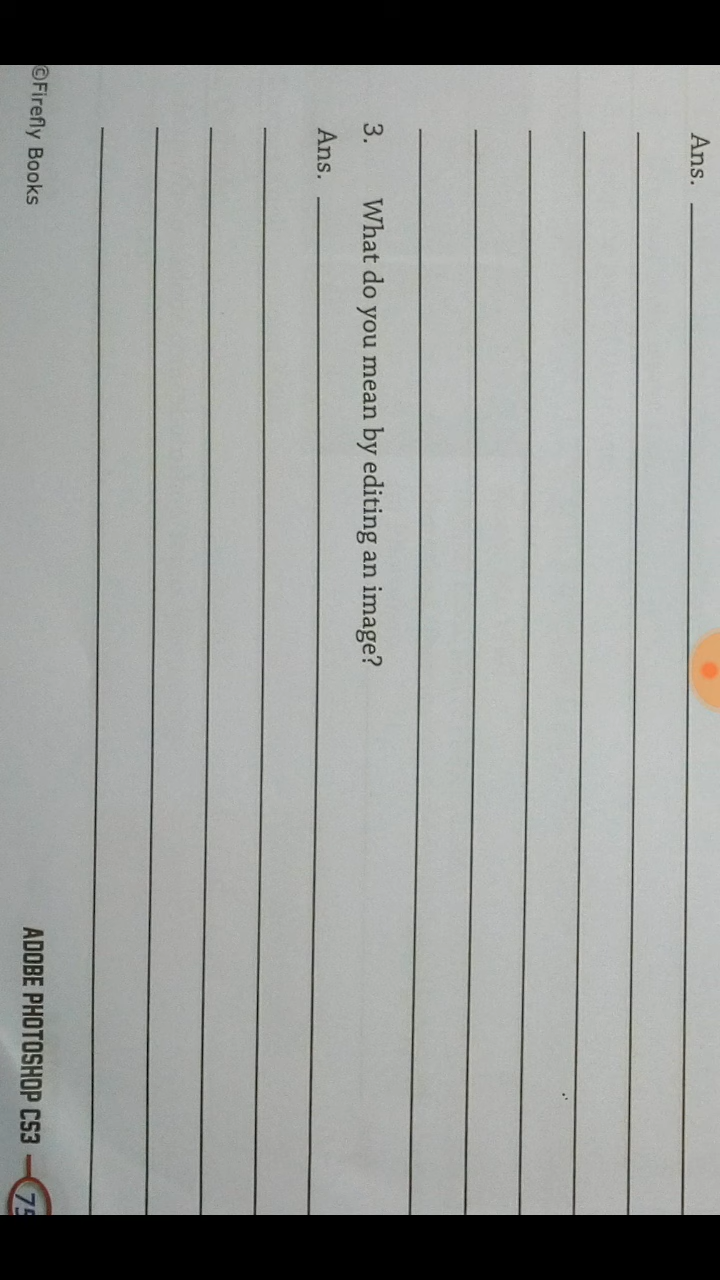 Ans.
3. What do you mean by editing an image?
Ans.
©Firefly Books
ADOBE PHOTOSHOP CS3